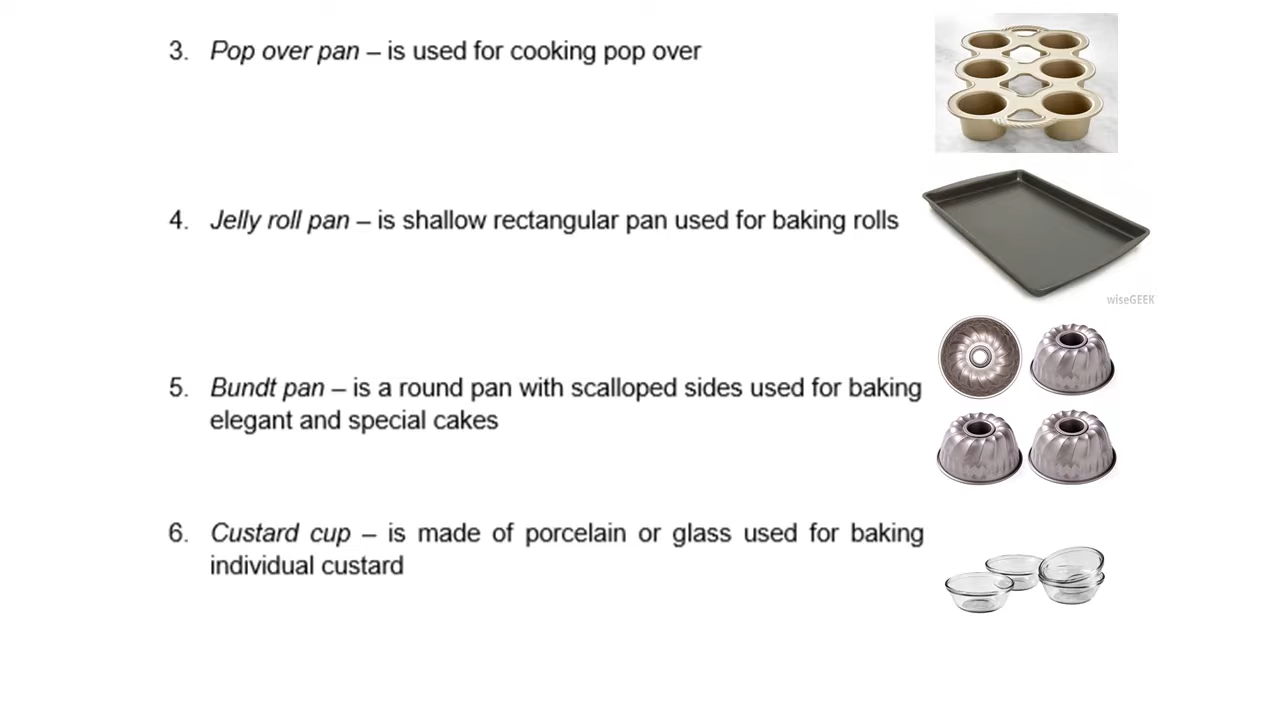 3. Pop over pan – is used for cooking pop over
4. Jelly roll pan – is shallow rectangular pan used for baking rolls
wiseGEEK
5. Bundt pan – is a round pan with scalloped sides used for baking
elegant and special cakes
6. Custard cup – is made of porcelain or glass used for baking
individual custard